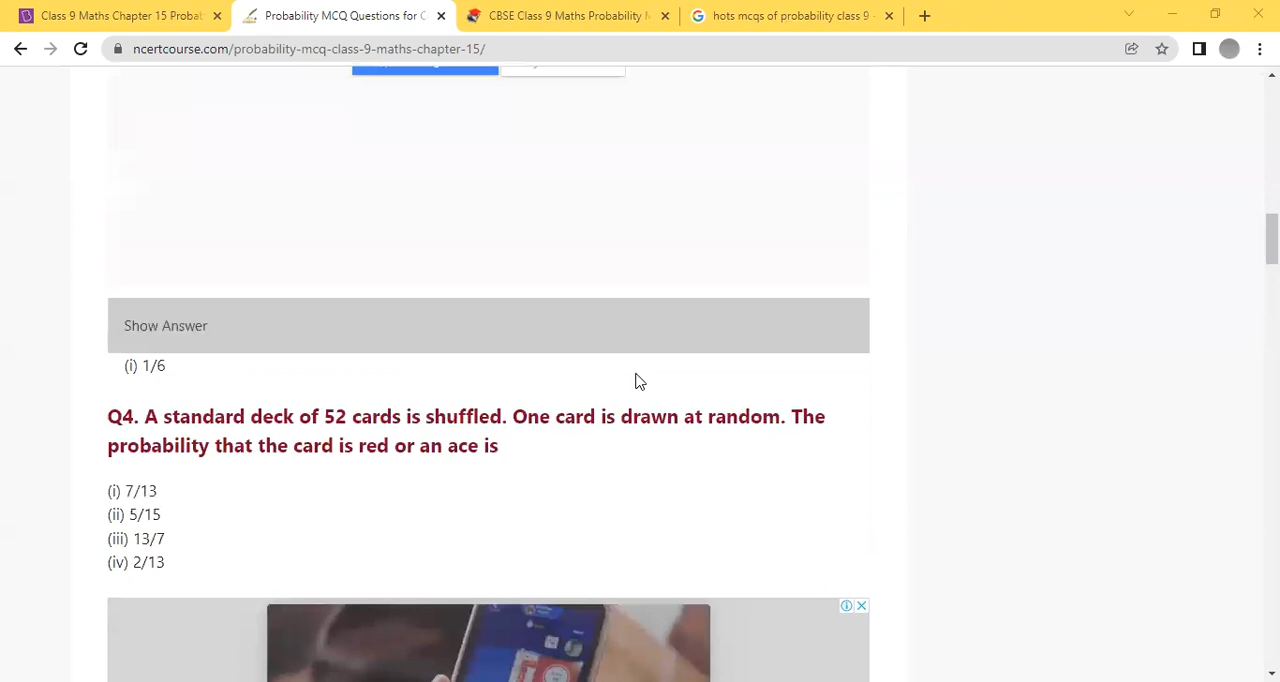 Class 9 Maths Chapter 15 Probab
Probability MCQ Questions for C
CBSE Class 9 Maths Probability M
hots mcqs of probability class 9 -
ncertcourse.com/probability-mcq-class-9-maths-chapter-15/
Show Answer
(i) 1/6
Q4. A standard deck of 52 cards is shuffled. One card is drawn at random. The
probability that the card is red or an ace is
(i) 7/13
(ii) 5/15
(iii) 13/7
(iv) 2/13